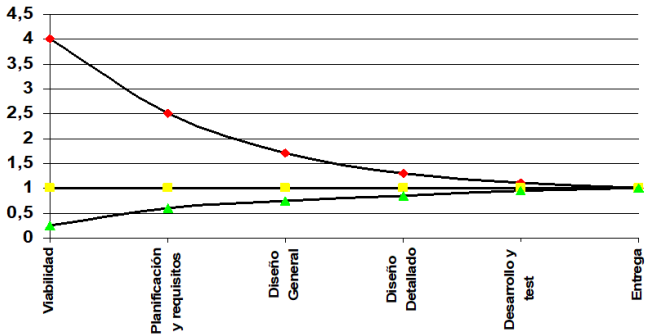 4,5
4
3,5
3
2,5
2
1,5
1
0,5
0
Viabilidad
Planificación
y requisitos
Diseño
General
Diseño
Detallado
Desarrollo y
test
Entrega